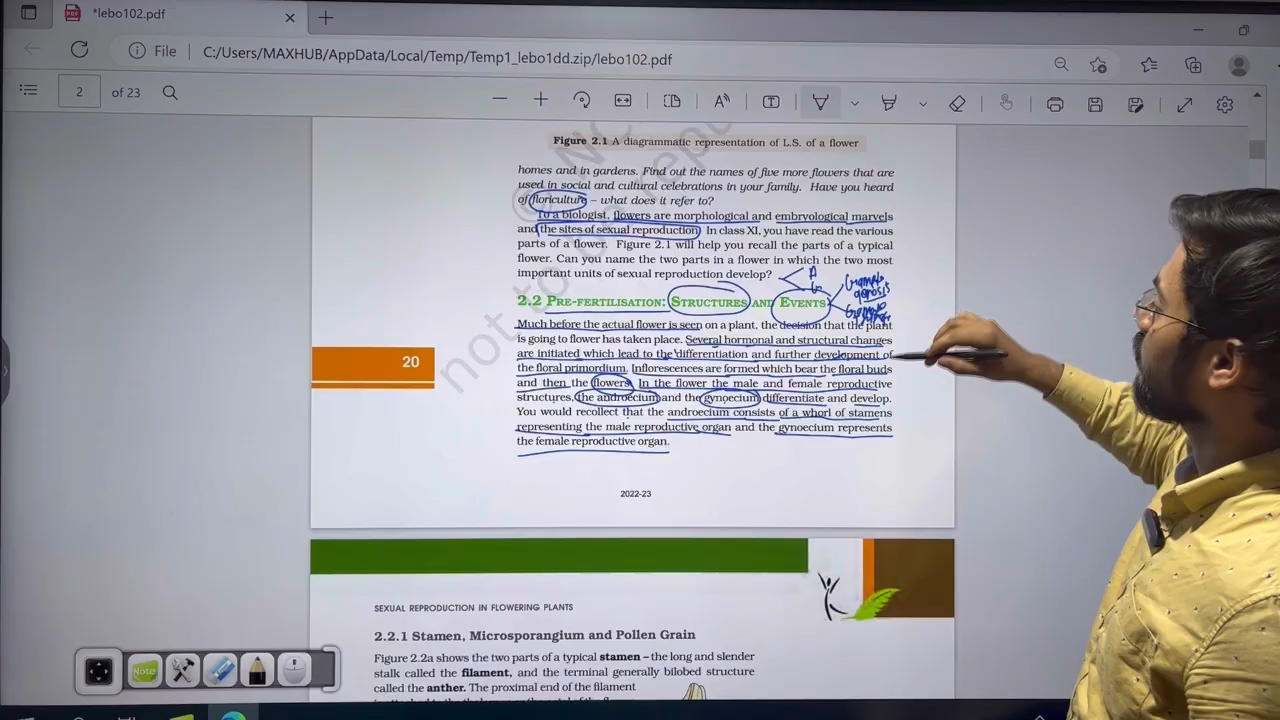 *lebo102.pdf
File
C:/Users/MAXHUB/AppData/Local/Temp/Temp1_lebo1dd.zip/lebo102.pdf
2 of 23
Figure 2.1 A diagrammatic representation of L.S. of a flower
homes and in gardens. Find out the names of five more flowers that are
used in social and cultural celebrations in your family. Have you heard
of floriculture – what does it refer to?
To a biologist, flowers are morphological and embryological marvels
and the sites of sexual reproduction. In class XI, you have read the various
parts of a flower. Figure 2.1 will help you recall the parts of a typical
flower. Can you name the two parts in a flower in which the two most
important units of sexual reproduction develop?
A
G
2.2 PRE-FERTILISATION: STRUCTURES AND EVENTS
Much before the actual flower is seen on a plant, the decision that the plant
is going to flower has taken place. Several hormonal and structural changes
are initiated which lead to the differentiation and further development of
the floral primordium. Inflorescences are formed which bear the floral buds
and then the flowers. In the flower the male and female reproductive
structures, the androecium and the gynoecium differentiate and develop.
You would recollect that the androecium consists of a whorl of stamens
representing the male reproductive organ and the gynoecium represents
the female reproductive organ.
20
2022-23
SEXUAL REPRODUCTION IN FLOWERING PLANTS
2.2.1 Stamen, Microsporangium and Pollen Grain
Figure 2.2a shows the two parts of a typical stamen – the long and slender
stalk called the filament, and the terminal generally bilobed structure
called the anther. The proximal end of the filament
Note